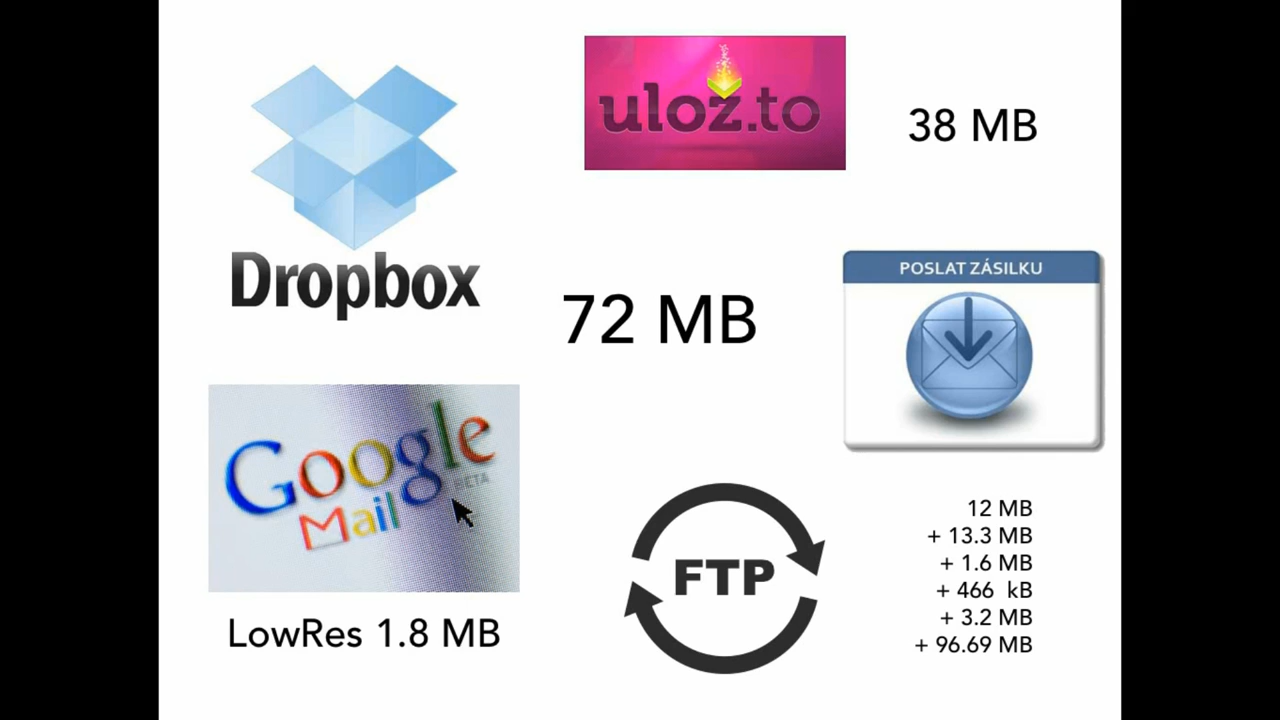 uloz.to
38 MB
Dropbox
POSLAT ZÁSILKU
72 MB
Google
BETA
Mail
LowRes 1.8 MB
FTP
12 MB
+ 13.3 MB
+ 1.6 MB
+ 466 kB
+ 3.2 MB
+ 96.69 MB